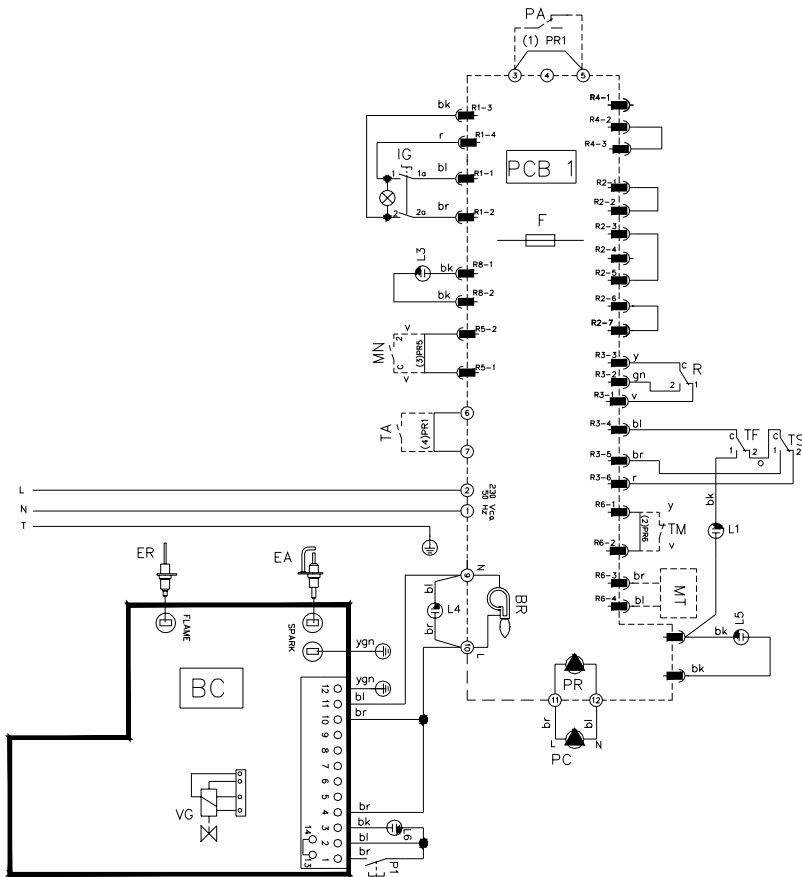 PA
(1) PR1
3 4 5
PCB 1
F
bk R1-3
r R1-4
IG
1 1a bl R1-1
2 2a br R1-2
L3
bk R8-1
bk R8-2
MN
v 2 R5-2
(3)PR5
C v R5-1
TA
(4)PR1
6
7
L 2
N 1
T
230 Vca
50 Hz
R4-1
R4-2
R4-3
R2-1
R2-2
R2-3
R2-4
R2-5
R2-6
R2-7
R3-3 y
R3-2 gn
R3-1 v
C R
2 1
R3-4 bl
R3-5 br
R3-6 r
C TF
1 2
C TS
1 2
bk
L1
R6-1 y
(2)PR6
TM
R6-2 v
R6-3 br
R6-4 bl
MT
bk L5
bk
9 N
bl
L4
br
10 L
BR
PR
11 12
br bl
L N
PC
ER
EA
FLAME
SPARK
ygn
BC
ygn
12
11 bl
10 br
9
8
7
6
5
4 br
3 bk L6
2 bl
1 br
14
13
P1
VG